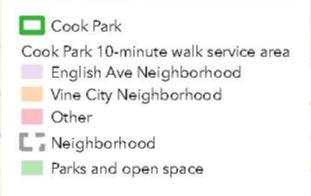 Cook Park
Cook Park 10-minute walk service area
English Ave Neighborhood
Vine City Neighborhood
Other
Neighborhood
Parks and open space